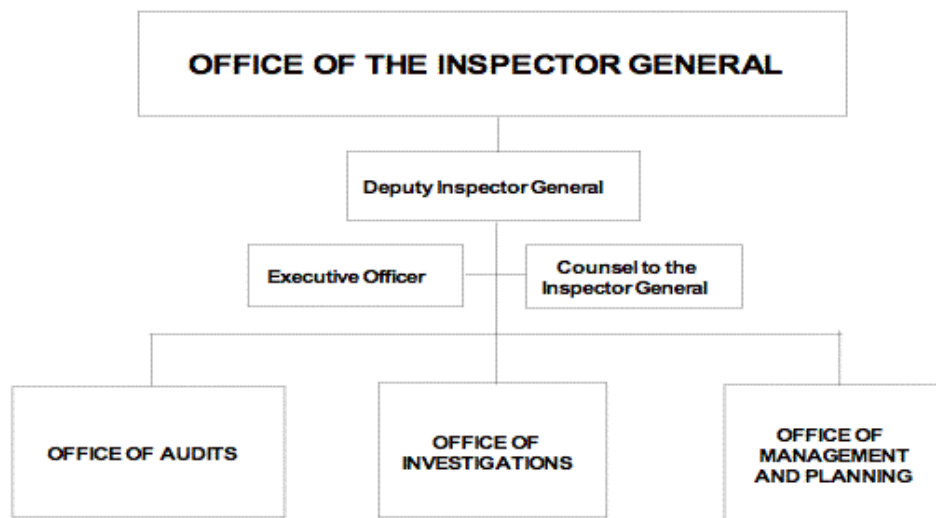 OFFICE OF THE INSPECTOR GENERAL
Deputy Inspector General
Executive Officer
Counsel to the
Inspector General
OFFICE OF AUDITS
OFFICE OF
INVESTIGATIONS
OFFICE OF
MANAGEMENT
AND PLANNING